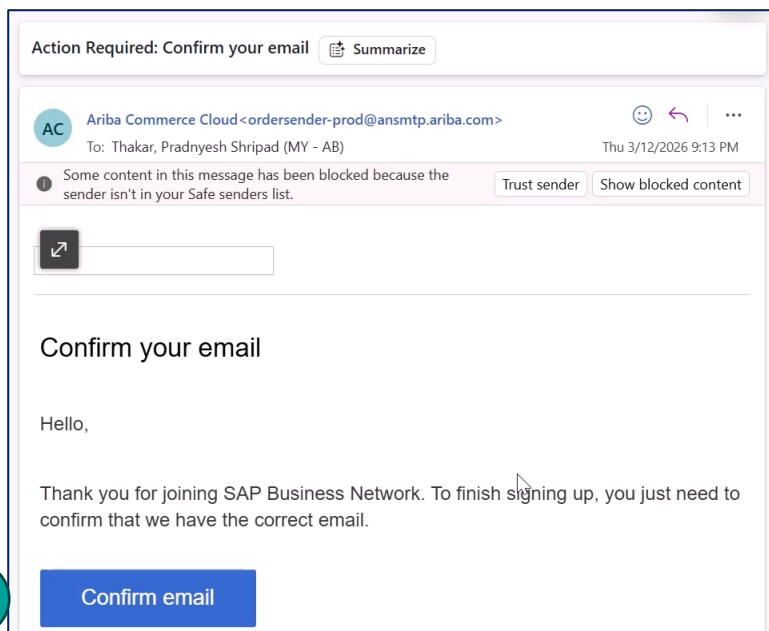 Action Required: Confirm your email Summarize
AC
Ariba Commerce Cloud<ordersender-prod@ansmtp.ariba.com>
To: Thakar, Pradnyesh Shripad (MY - AB)
Thu 3/12/2026 9:13 PM
Some content in this message has been blocked because the
sender isn't in your Safe senders list.
Trust sender
Show blocked content
Confirm your email
Hello,
Thank you for joining SAP Business Network. To finish signing up, you just need to
confirm that we have the correct email.
Confirm email